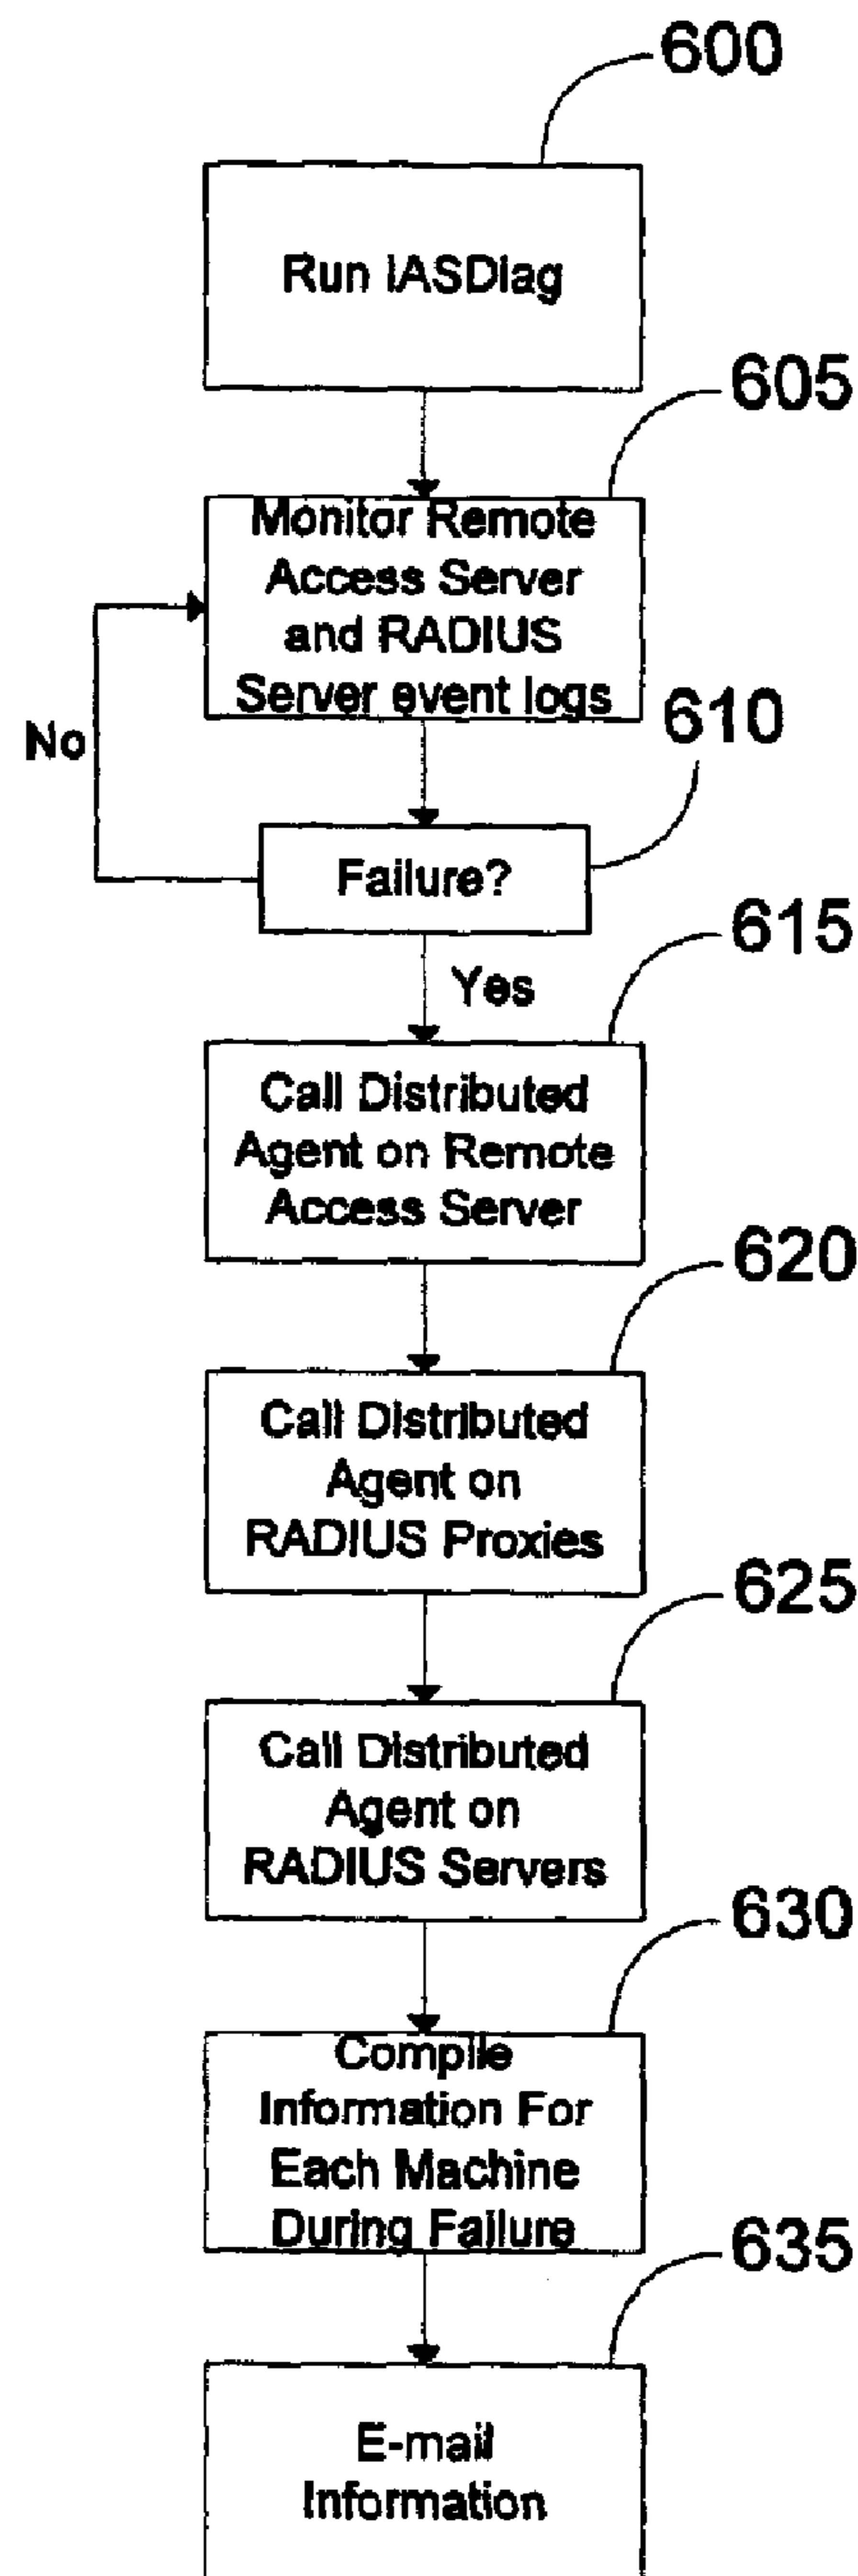 600
Run IASDiag
605
Monitor Remote
Access Server
and RADIUS
Server event logs
610
No
Failure?
615
Yes
Call Distributed
Agent on Remote
Access Server
620
Call Distributed
Agent on
RADIUS Proxies
625
Call Distributed
Agent on
RADIUS Servers
630
Compile
Information For
Each Machine
During Failure
635
E-mail
Information